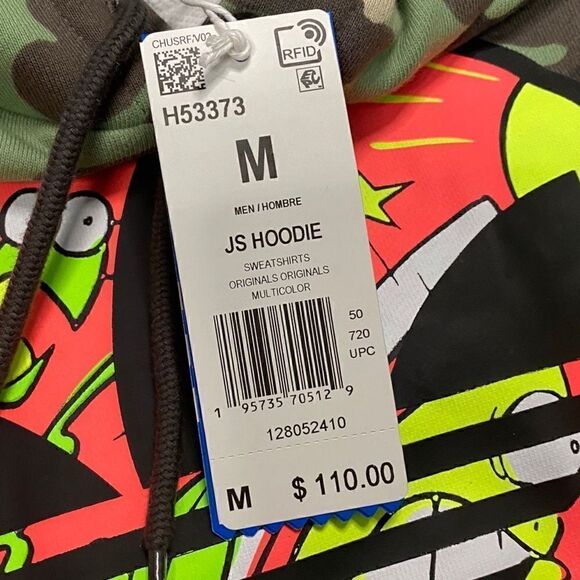 CHUSRF/V02
RFID
H53373
M
MEN / HOMBRE
JS HOODIE
SWEATSHIRTS
ORIGINALS ORIGINALS
MULTICOLOR
50
720
UPC
1 95735 70512 9
128052410
M $ 110.00